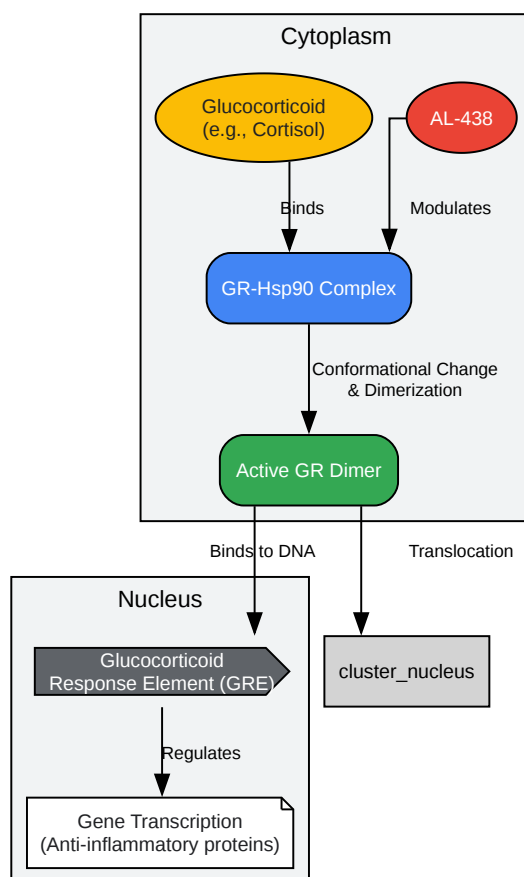 Cytoplasm
Glucocorticoid
(e.g., Cortisol)
AL-438
Binds
Modulates
GR-Hsp90 Complex
Conformational Change
& Dimerization
Active GR Dimer
Binds to DNA
Translocation
Nucleus
Glucocorticoid
Response Element (GRE)
cluster_nucleus
Regulates
Gene Transcription
(Anti-inflammatory proteins)